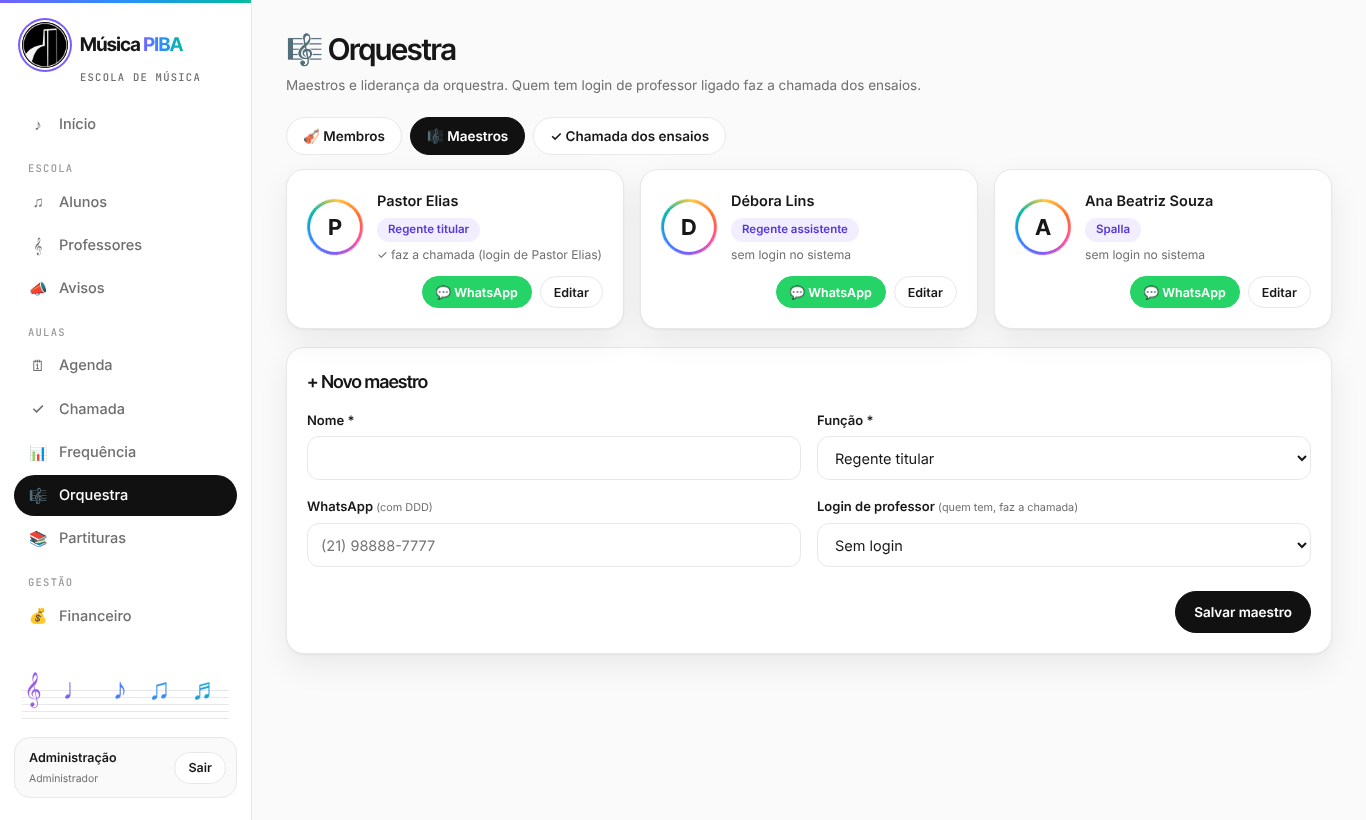 Música PIBA
ESCOLA DE MÚSICA
Início
ESCOLA
Alunos
Professores
Avisos
AULAS
Agenda
Chamada
Frequência
Orquestra
Partituras
GESTÃO
Financeiro
Administração
Administrador
Sair
Orquestra
Maestros e liderança da orquestra. Quem tem login de professor ligado faz a chamada dos ensaios.
Membros
Maestros
✓ Chamada dos ensaios
P
Pastor Elias
Regente titular
✓ faz a chamada (login de Pastor Elias)
WhatsApp
Editar
D
Débora Lins
Regente assistente
sem login no sistema
WhatsApp
Editar
A
Ana Beatriz Souza
Spalla
sem login no sistema
WhatsApp
Editar
+ Novo maestro
Nome *
Função *
Regente titular
WhatsApp (com DDD)
(21) 98888-7777
Login de professor (quem tem, faz a chamada)
Sem login
Salvar maestro